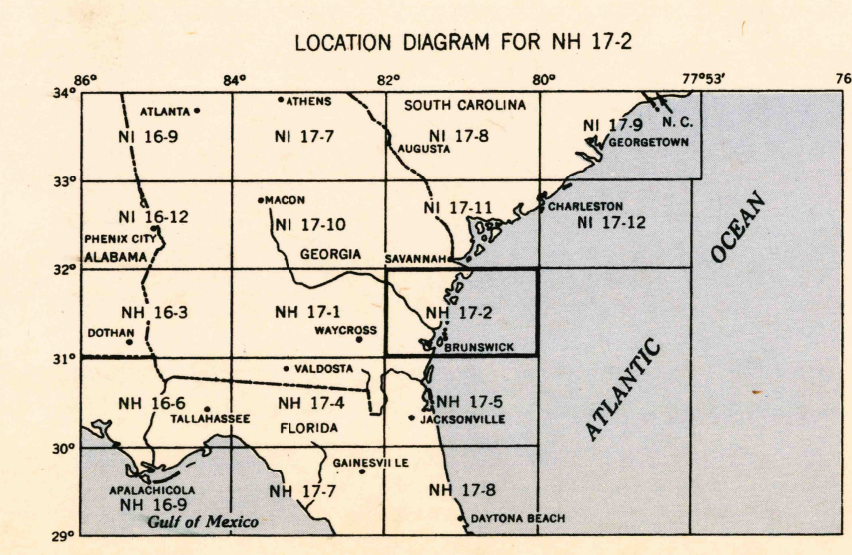 LOCATION DIAGRAM FOR NH 17-2
86° 84° 82° 80° 77°53' 76
34°
ATLANTA ATHENS SOUTH CAROLINA
NI 16-9 NI 17-7 NI 17-8 NI 17-9 N. C.
AUGUSTA GEORGETOWN
33°
MACON
NI 16-12 NI 17-10 NI 17-11 CHARLESTON
NI 17-12
PHENIX CITY
ALABAMA GEORGIA SAVANNAH
OCEAN
32°
NH 16-3 NH 17-1 NH 17-2
DOTHAN WAYCROSS BRUNSWICK
ATLANTIC
31°
VALDOSTA
NH 16-6 NH 17-4 NH 17-5
TALLAHASSEE JACKSONVILLE
FLORIDA
30°
GAINESVILLE
APALACHICOLA NH 17-7 NH 17-8
NH 16-9
Gulf of Mexico DAYTONA BEACH
29°